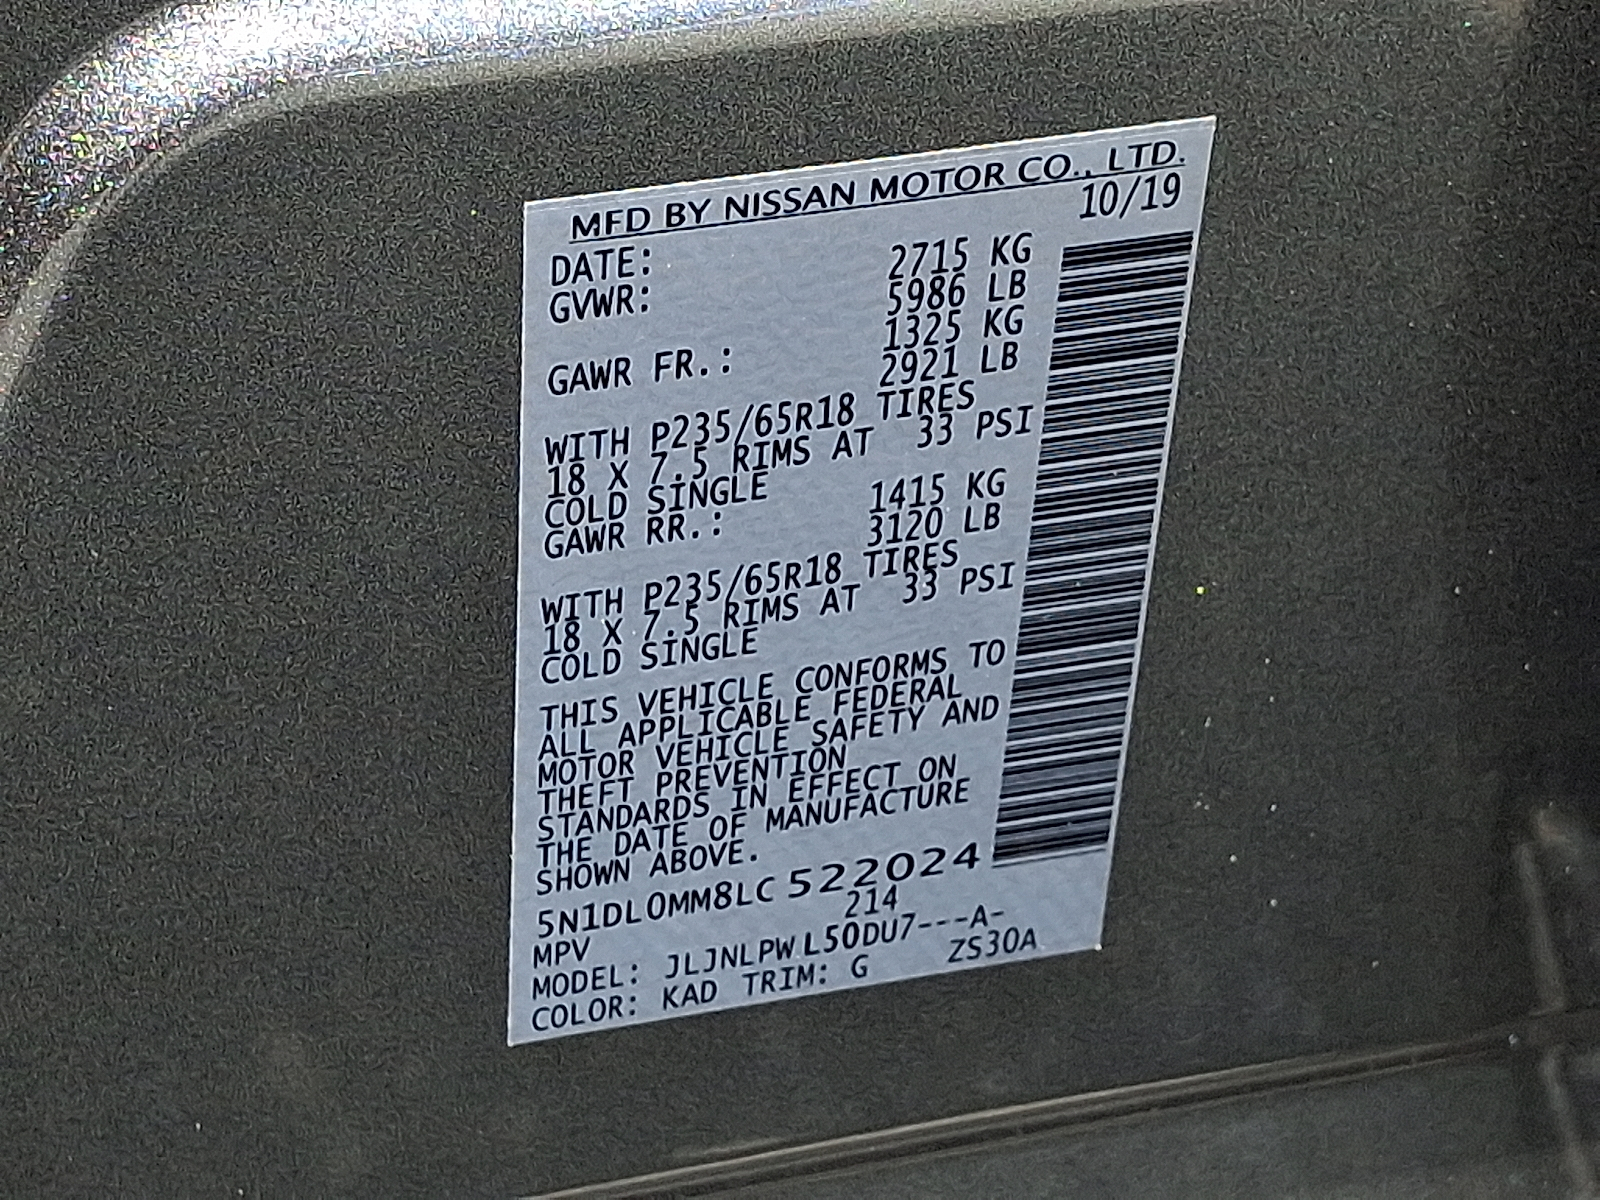 MFD BY NISSAN MOTOR CO., LTD.
DATE: 10/19
GVWR: 2715 KG
5986 LB
GAWR FR.: 1325 KG
2921 LB
WITH P235/65R18 TIRES
18 X 7.5 RIMS AT 33 PSI
COLD SINGLE
GAWR RR.: 1415 KG
3120 LB
WITH P235/65R18 TIRES
18 X 7.5 RIMS AT 33 PSI
COLD SINGLE
THIS VEHICLE CONFORMS TO
ALL APPLICABLE FEDERAL
MOTOR VEHICLE SAFETY AND
THEFT PREVENTION
STANDARDS IN EFFECT ON
THE DATE OF MANUFACTURE
SHOWN ABOVE.
5N1DL0MM8LC 522024
MPV 214
MODEL: JLJNLPW L50DU7---A-
COLOR: KAD TRIM: G ZS30A